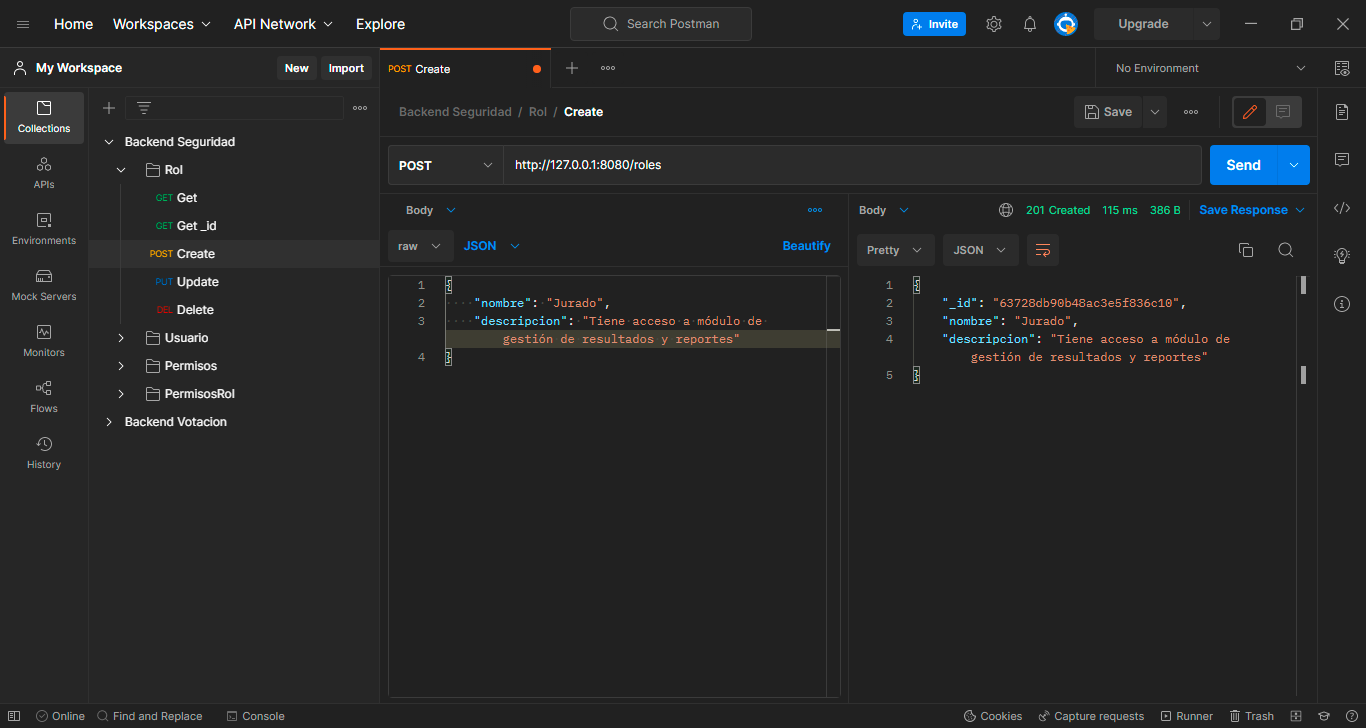 Home Workspaces API Network Explore Search Postman Invite Upgrade
My Workspace New Import POST Create No Environment
Collections
APIs
Environments
Mock Servers
Monitors
Flows
History
Backend Seguridad
Rol
GET Get
GET Get _id
POST Create
PUT Update
DEL Delete
Usuario
Permisos
PermisosRol
Backend Votacion
Backend Seguridad / Rol / Create Save
POST http://127.0.0.1:8080/roles Send
Body
raw JSON Beautify
1 {
2 "nombre": "Jurado",
3 "descripcion": "Tiene acceso a módulo de
gestión de resultados y reportes"
4 }
Body 201 Created 115 ms 386 B Save Response
Pretty JSON
1 {
2 "_id": "63728db90b48ac3e5f836c10",
3 "nombre": "Jurado",
4 "descripcion": "Tiene acceso a módulo de
gestión de resultados y reportes"
5 }
Online Find and Replace Console Cookies Capture requests Runner Trash